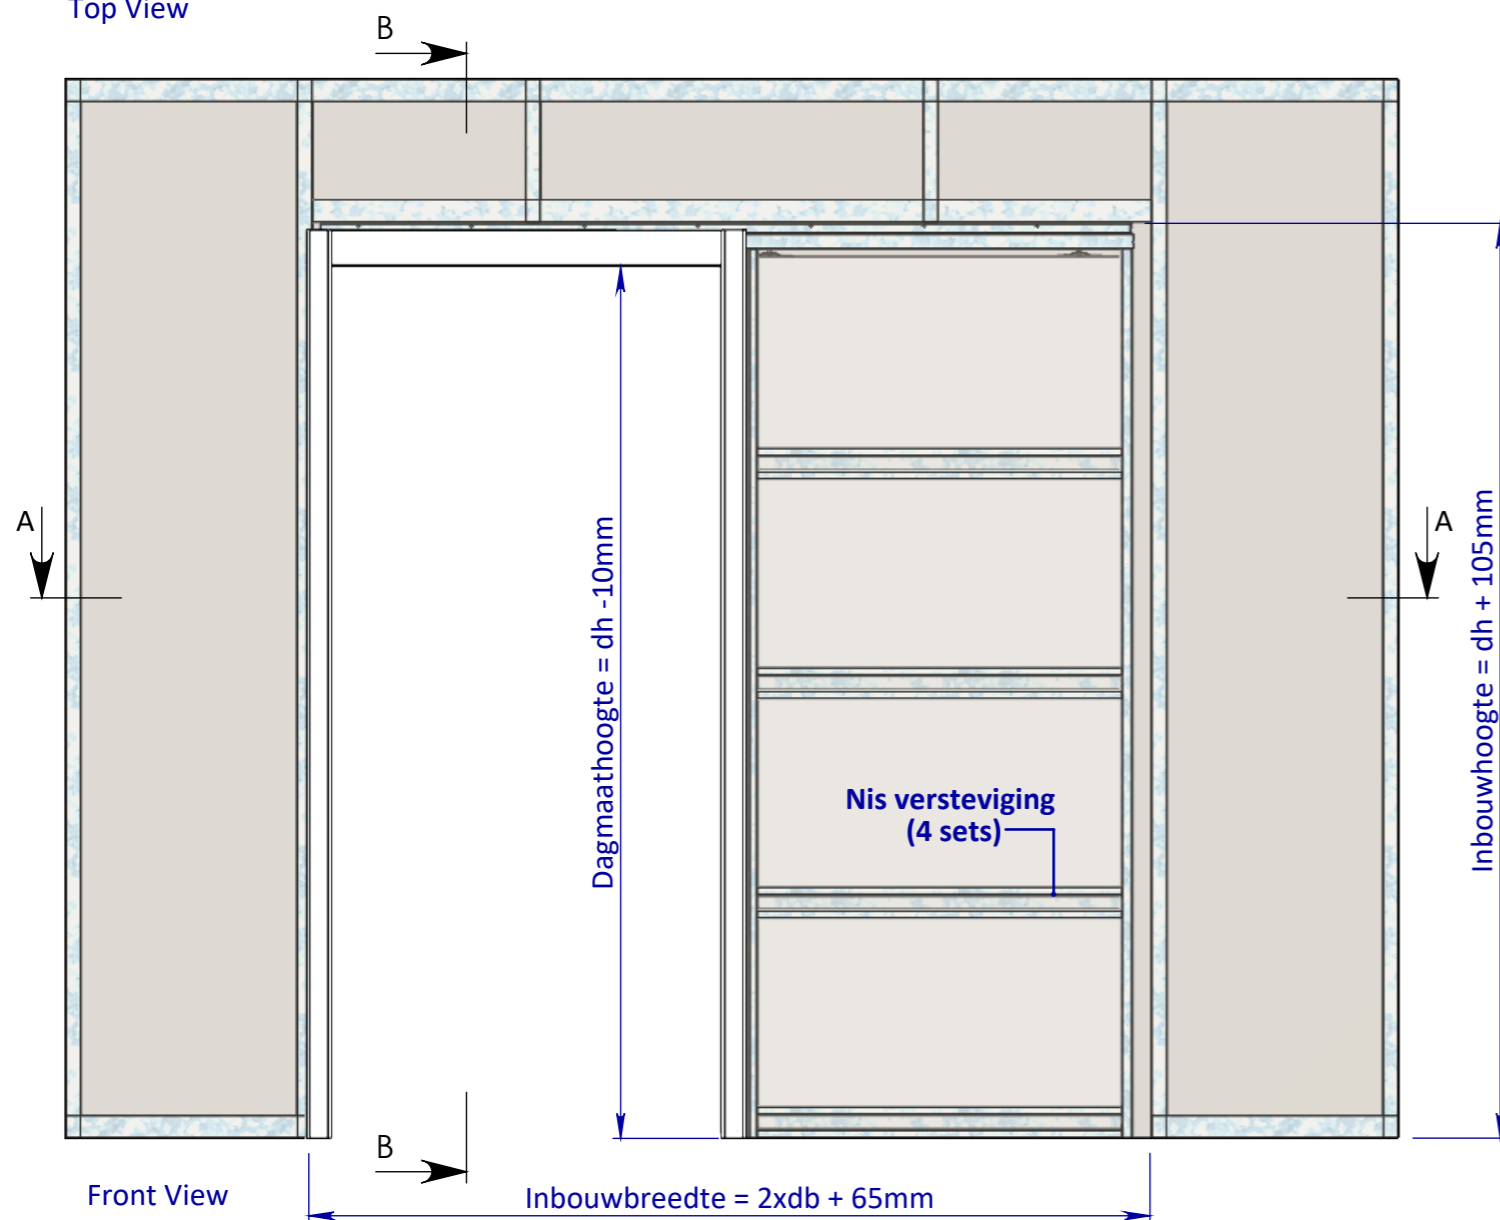 Top View
B
A
A
Dagmaathoogte = dh -10mm
Inbouwhoogte = dh + 105mm
Nis versteviging
(4 sets)
B
Front View
Inbouwbreedte = 2xdb + 65mm